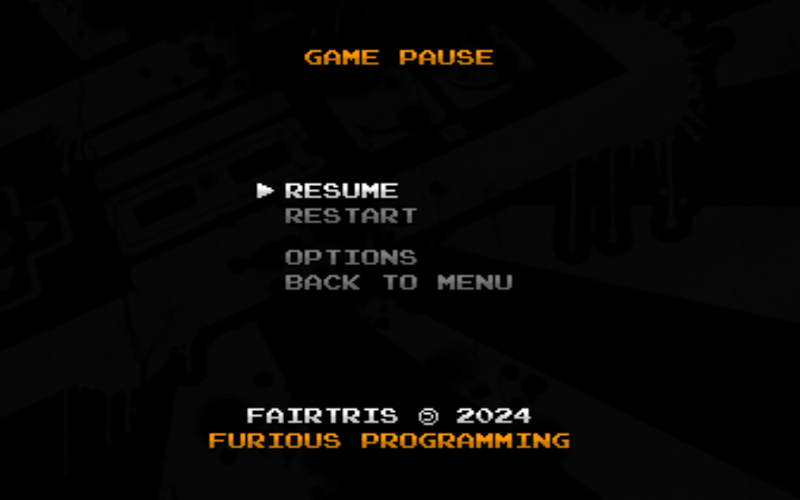 GAME PAUSE
RESUME
RESTART
OPTIONS
BACK TO MENU
FAIRTRIS © 2024
FURIOUS PROGRAMMING